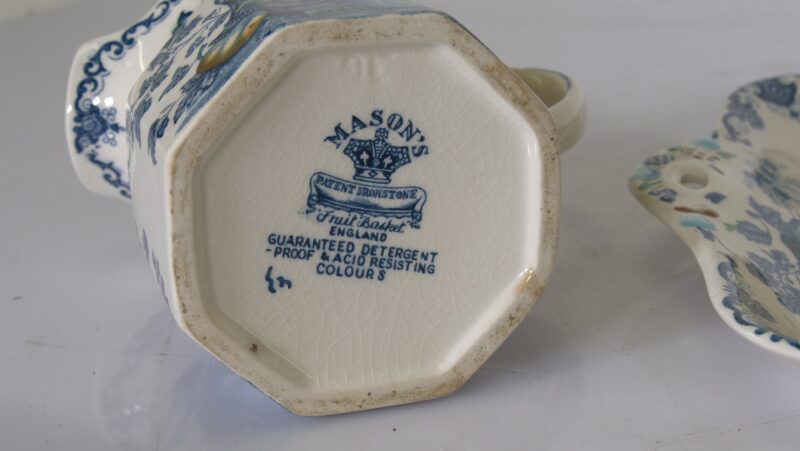 MASON'S
PATENT IRONSTONE
"Fruit Basket"
ENGLAND
GUARANTEED DETERGENT
-PROOF & ACID RESISTING
COLOURS